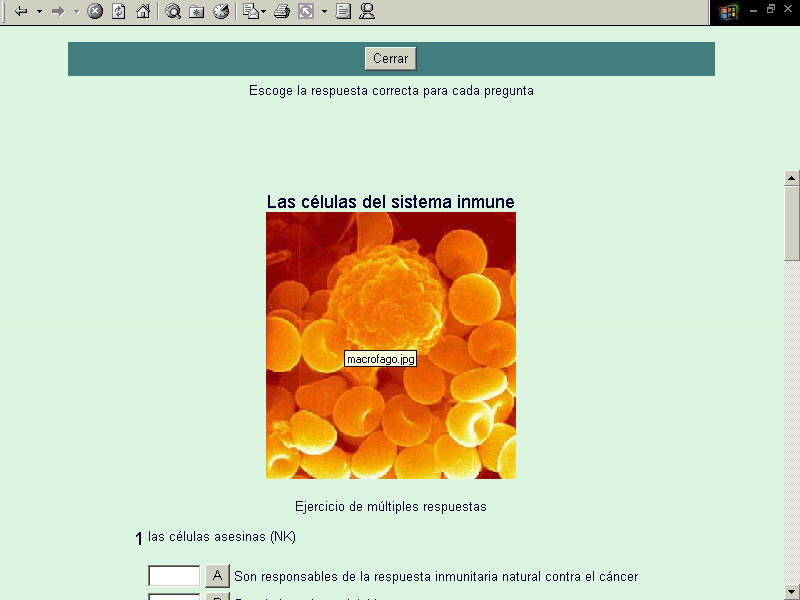 Cerrar
Escoge la respuesta correcta para cada pregunta
Las células del sistema inmune
macrofago.jpg
Ejercicio de múltiples respuestas
1 las células asesinas (NK)
A Son responsables de la respuesta inmunitaria natural contra el cáncer